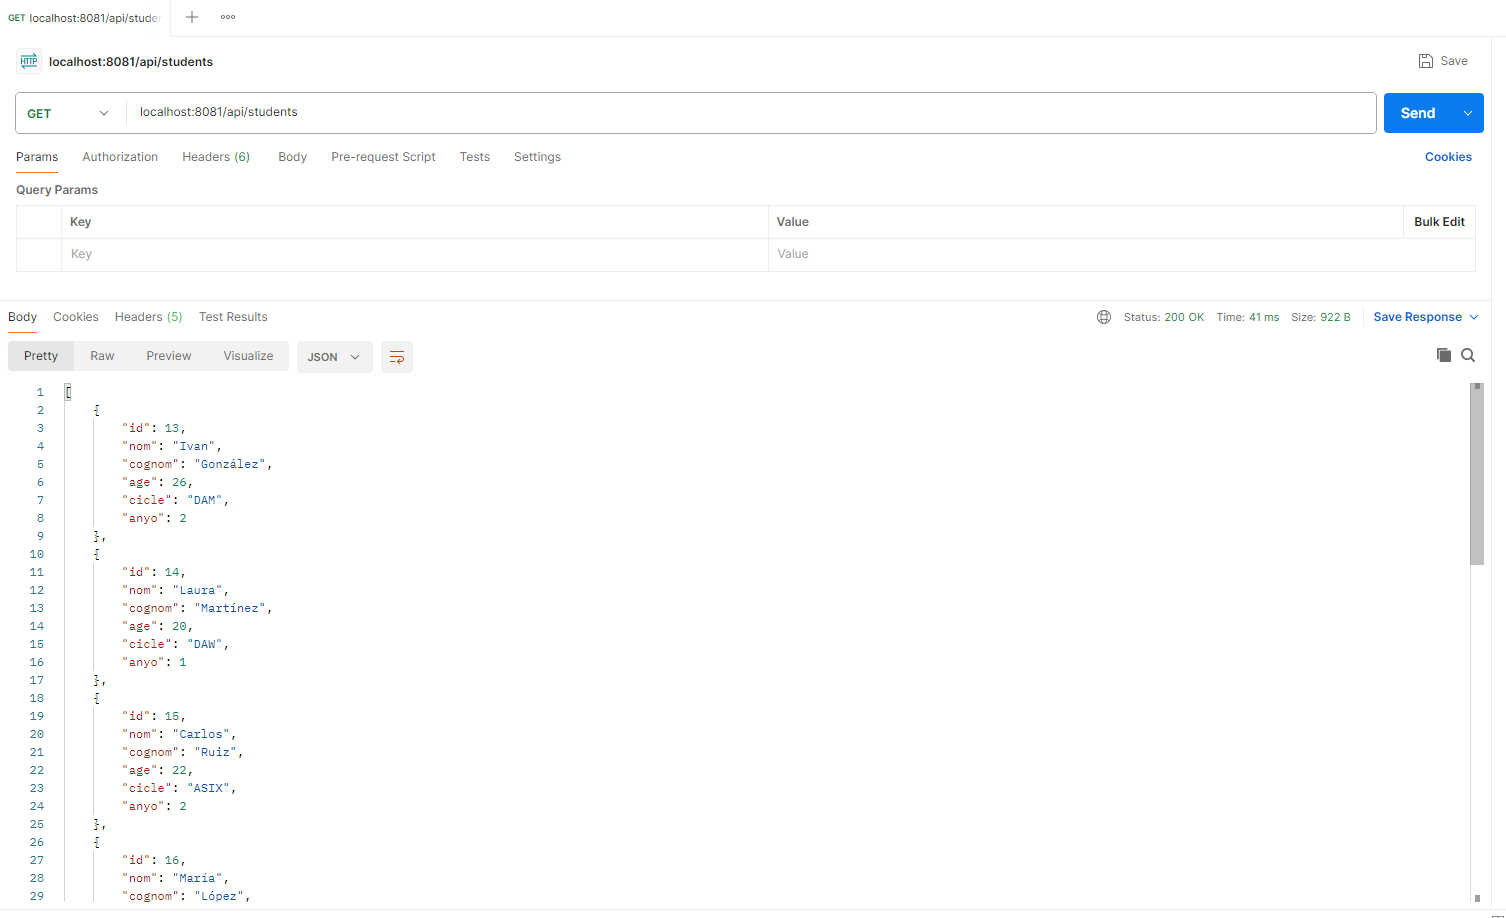 GET localhost:8081/api/studen
HTTP localhost:8081/api/students
Save
GET localhost:8081/api/students
Send
Params Authorization Headers (6) Body Pre-request Script Tests Settings Cookies
Query Params
Key Value Bulk Edit
Key Value
Body Cookies Headers (5) Test Results Status: 200 OK Time: 41 ms Size: 922 B Save Response
Pretty Raw Preview Visualize JSON
1 [
2 {
3 "id": 13,
4 "nom": "Ivan",
5 "cognom": "González",
6 "age": 26,
7 "cicle": "DAM",
8 "anyo": 2
9 },
10 {
11 "id": 14,
12 "nom": "Laura",
13 "cognom": "Martínez",
14 "age": 20,
15 "cicle": "DAW",
16 "anyo": 1
17 },
18 {
19 "id": 15,
20 "nom": "Carlos",
21 "cognom": "Ruiz",
22 "age": 22,
23 "cicle": "ASIX",
24 "anyo": 2
25 },
26 {
27 "id": 16,
28 "nom": "María",
29 "cognom": "López",